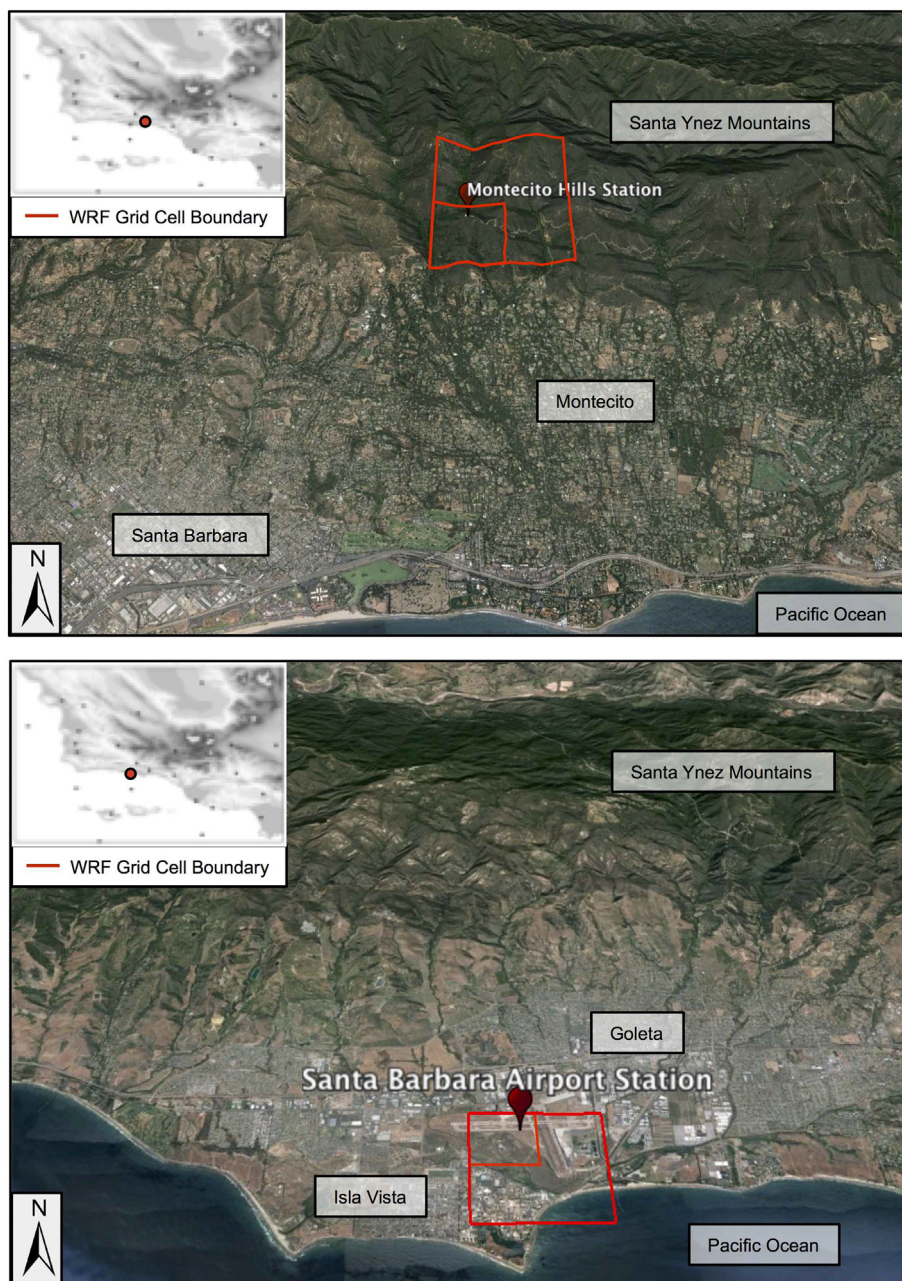 Santa Ynez Mountains
Montecito Hills Station
WRF Grid Cell Boundary
Montecito
Santa Barbara
N
Pacific Ocean
Santa Ynez Mountains
WRF Grid Cell Boundary
Goleta
Santa Barbara Airport Station
Isla Vista
N
Pacific Ocean